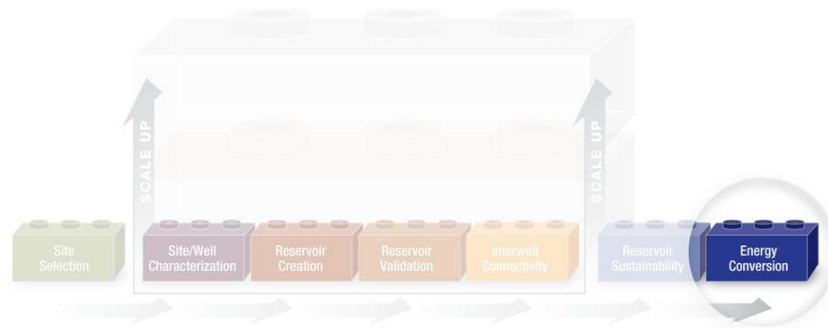 SCALE UP
SCALE UP
Site
Selection
Site/Well
Characterization
Reservoir
Creation
Reservoir
Validation
Interwell
Connectivity
Reservoir
Sustainability
Energy
Conversion